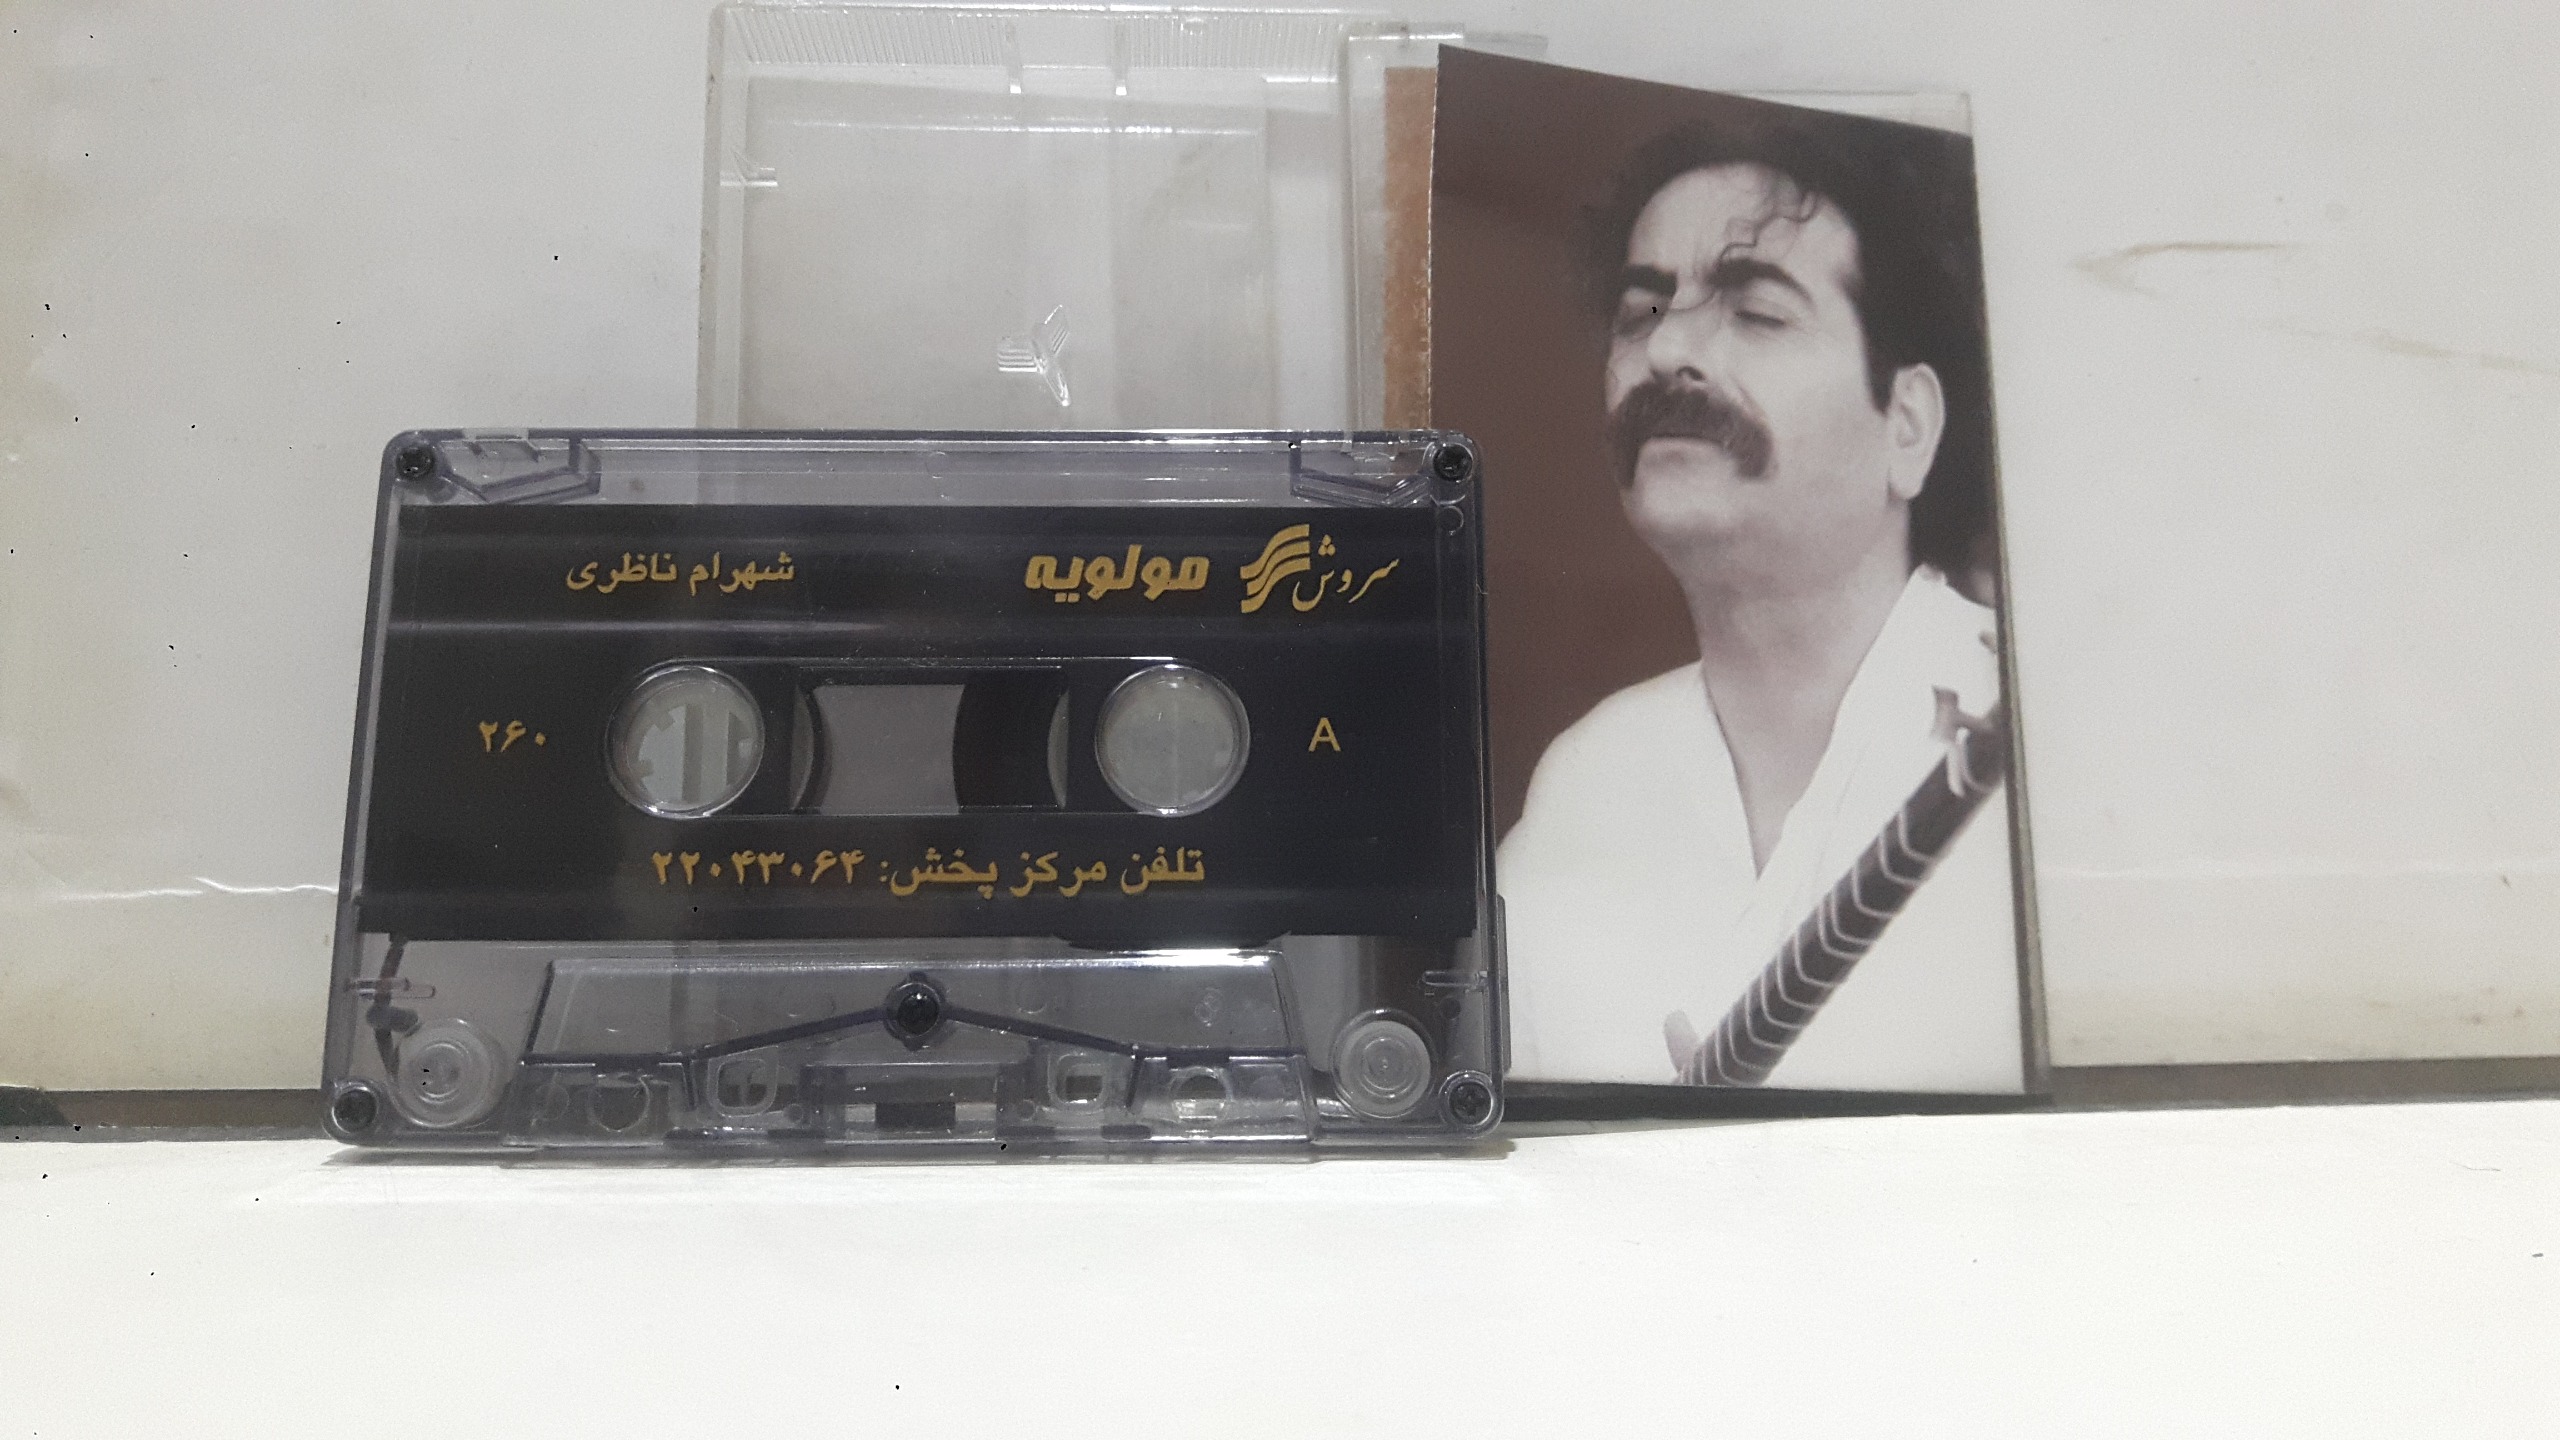 سروش مولویه شهرام ناظری
A ۲۶۰
تلفن مرکز پخش: ۲۲۰۴۳۰۶۴